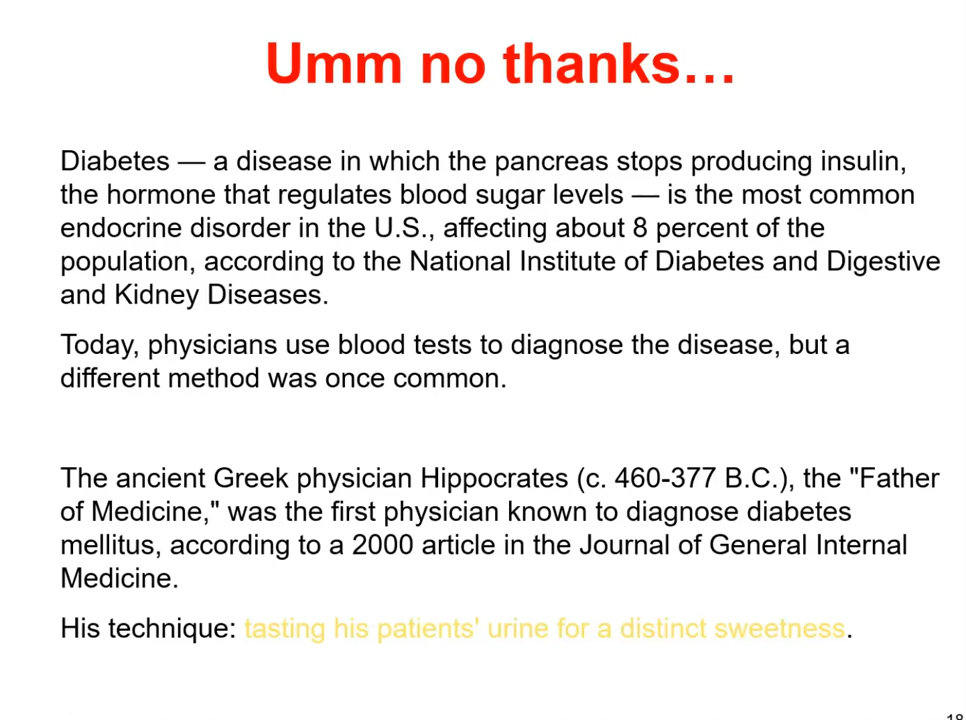 Umm no thanks…
Diabetes — a disease in which the pancreas stops producing insulin,
the hormone that regulates blood sugar levels — is the most common
endocrine disorder in the U.S., affecting about 8 percent of the
population, according to the National Institute of Diabetes and Digestive
and Kidney Diseases.
Today, physicians use blood tests to diagnose the disease, but a
different method was once common.
The ancient Greek physician Hippocrates (c. 460-377 B.C.), the "Father
of Medicine," was the first physician known to diagnose diabetes
mellitus, according to a 2000 article in the Journal of General Internal
Medicine.
His technique: tasting his patients' urine for a distinct sweetness.